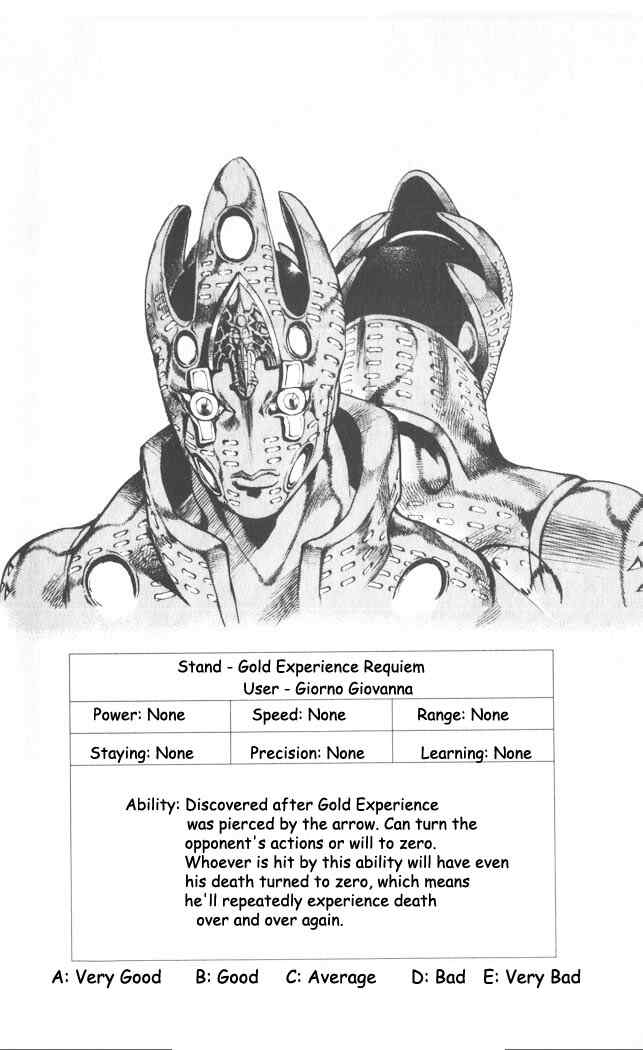 Stand - Gold Experience Requiem
User - Giorno Giovanna
Power: None Speed: None Range: None
Staying: None Precision: None Learning: None
Ability: Discovered after Gold Experience
was pierced by the arrow. Can turn the
opponent's actions or will to zero.
Whoever is hit by this ability will have even
his death turned to zero, which means
he'll repeatedly experience death
over and over again.
A: Very Good B: Good C: Average D: Bad E: Very Bad